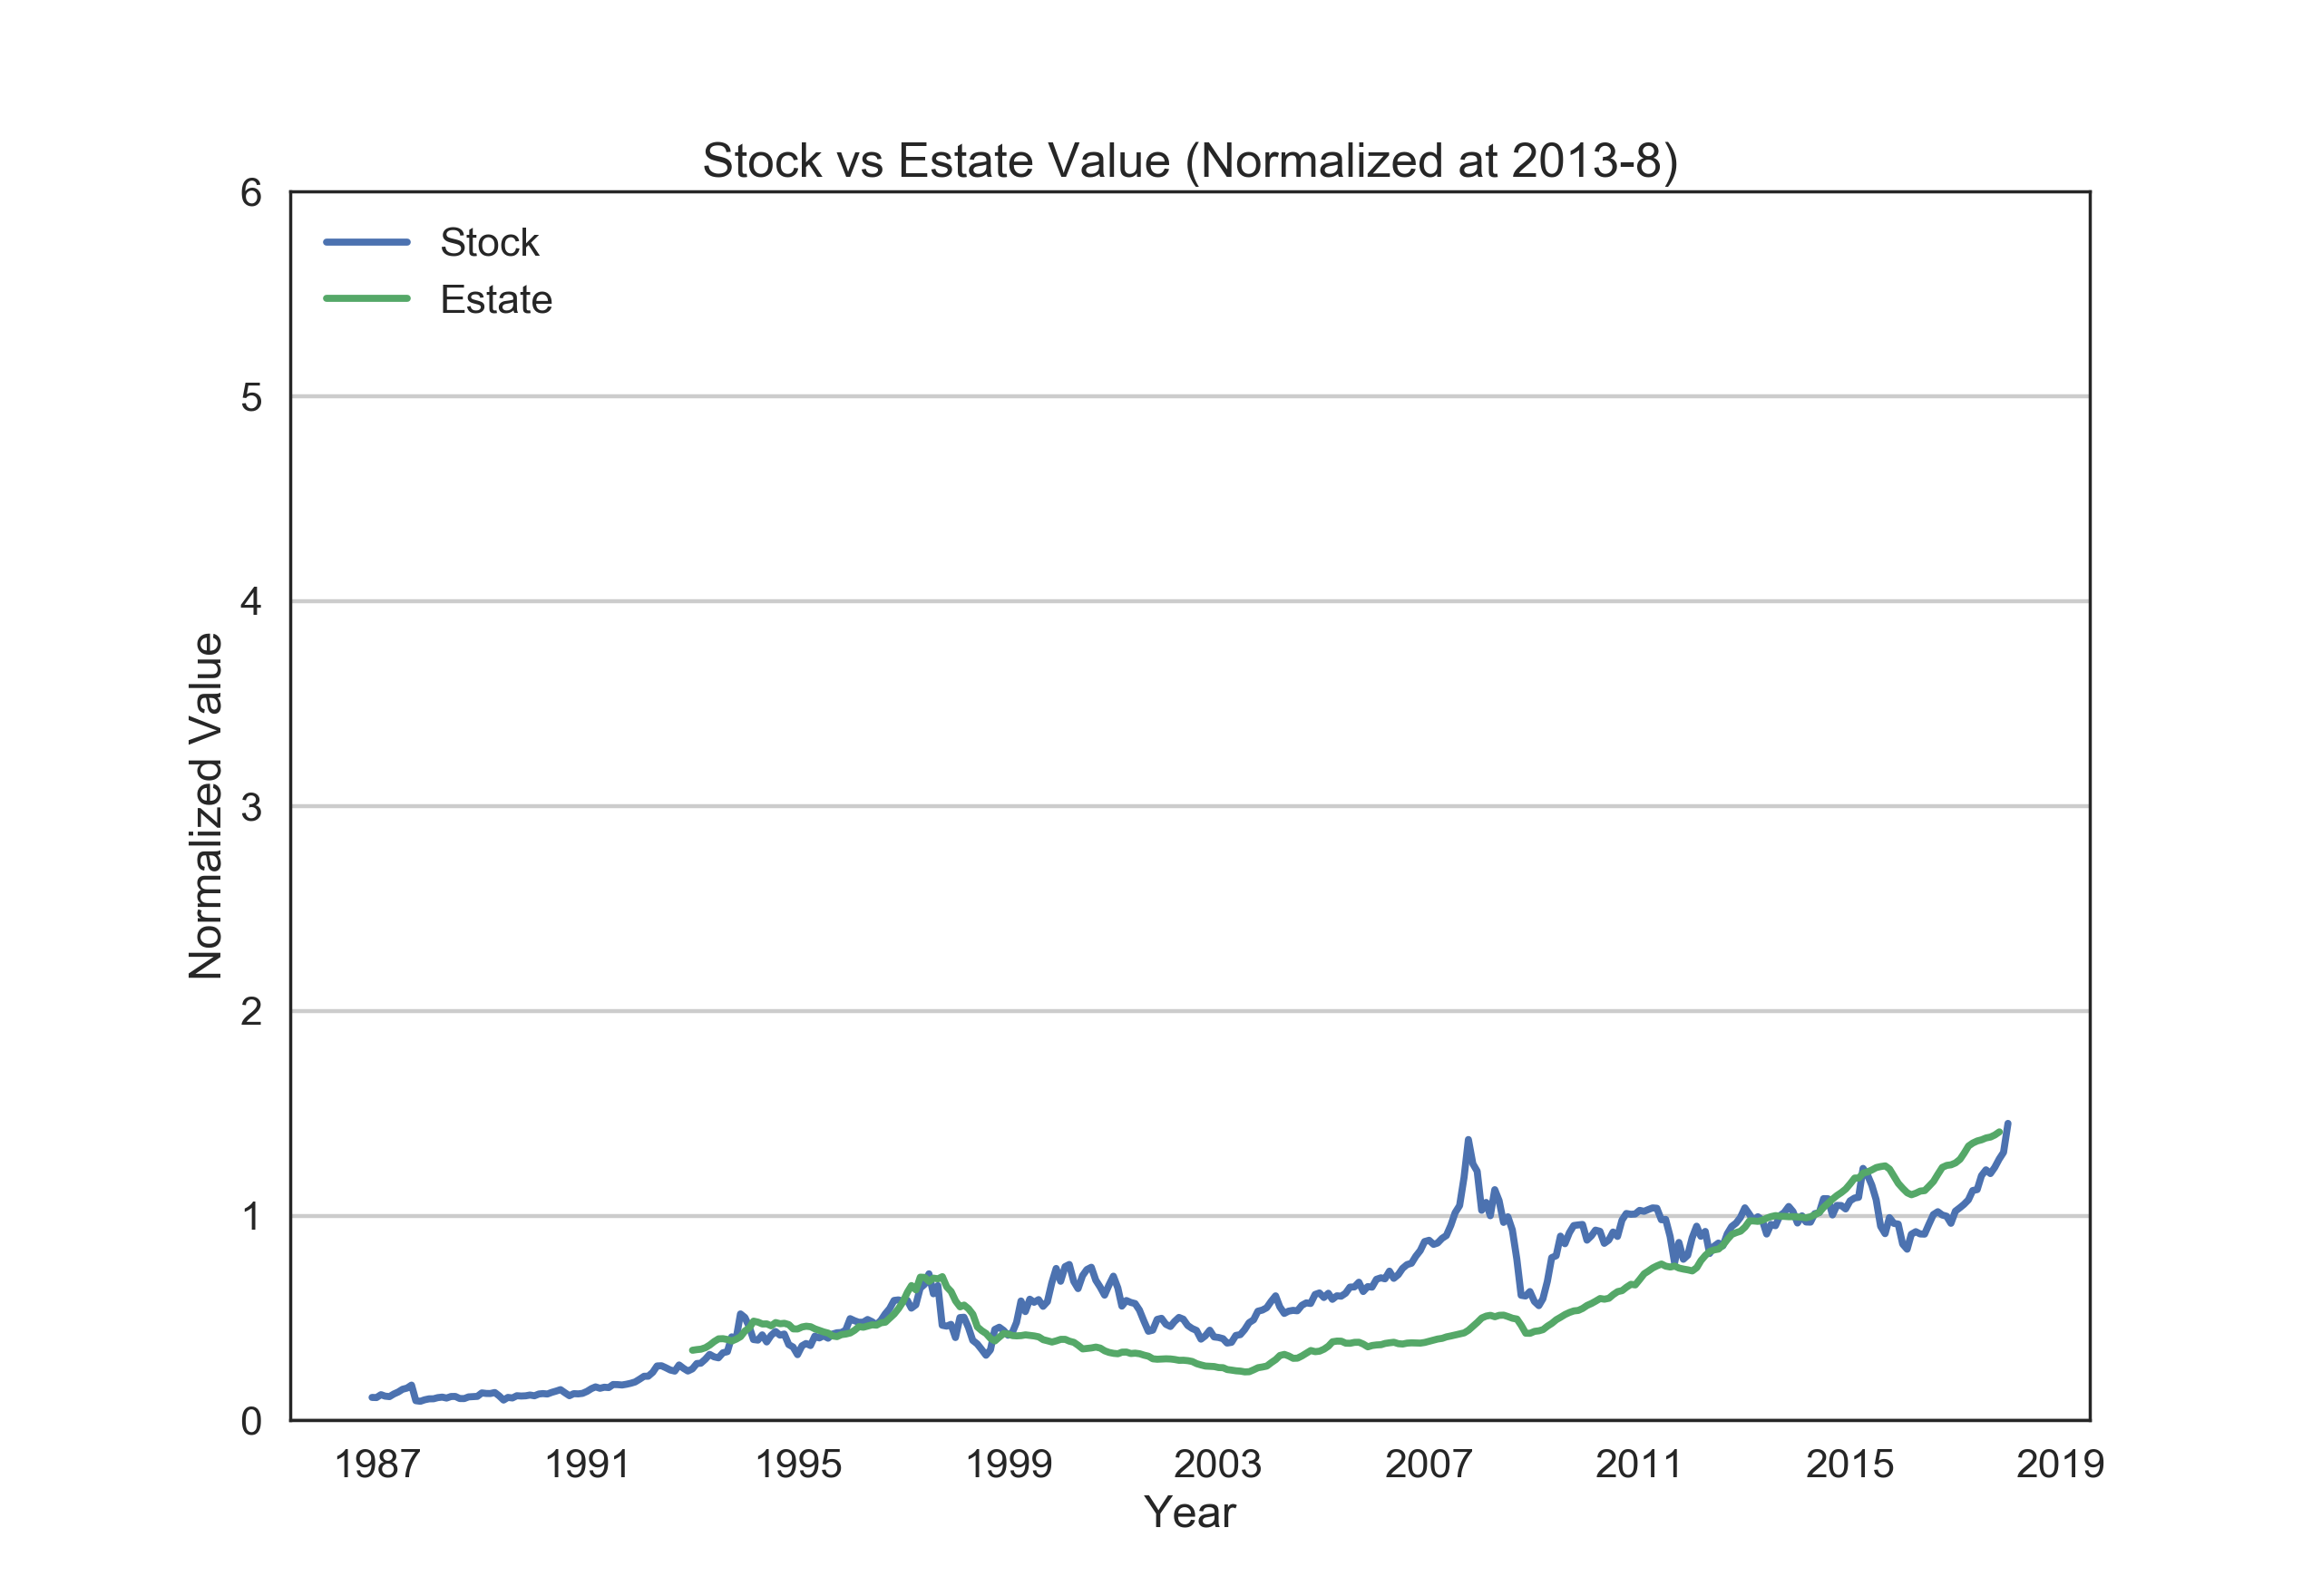 Stock vs Estate Value (Normalized at 2013-8)
6
Stock
Estate
5
4
3
2
1
0
Normalized Value
1987 1991 1995 1999 2003 2007 2011 2015 2019
Year